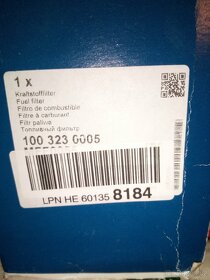 1 x
Kraftstofffilter
Fuel filter
Filtro de combustible
Filtre à carburant
Filtr paliwa
Топливный фильтр
100 323 0005
LPN HE 60135 8184